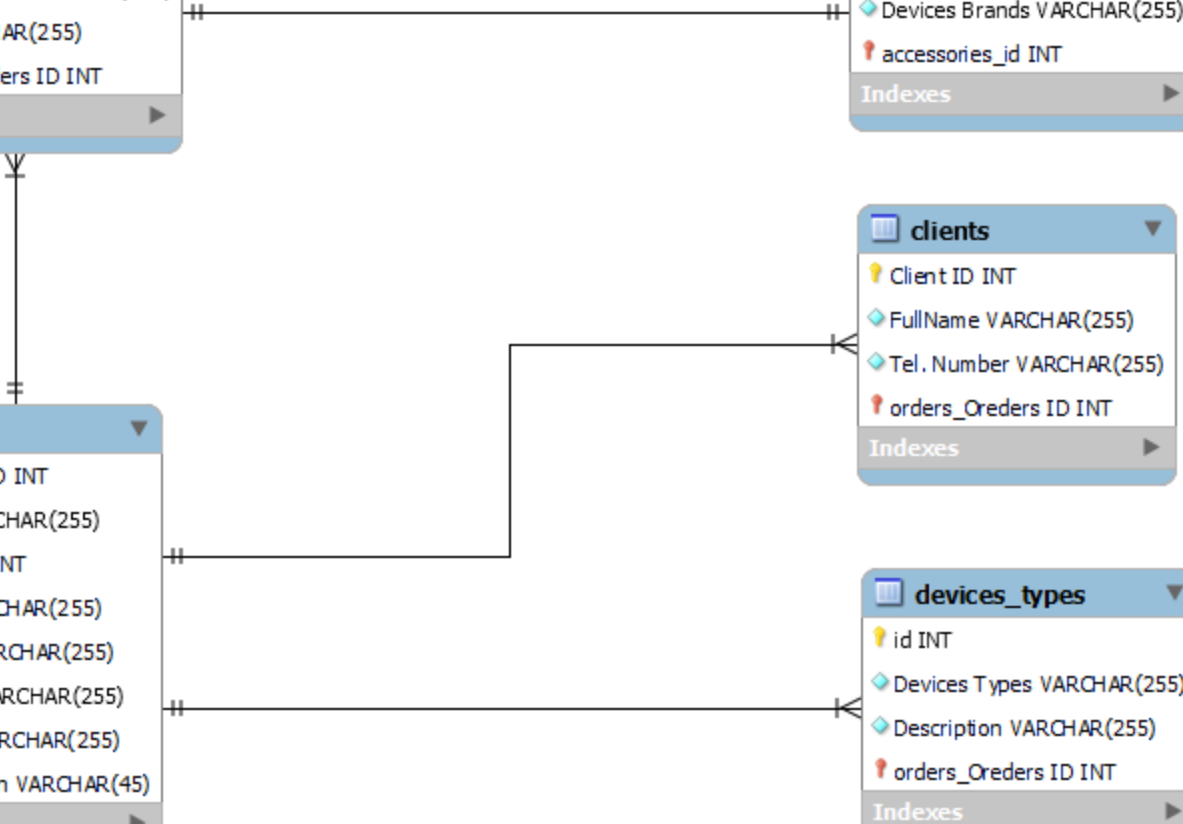 AR(255)
ers ID INT
Devices Brands VARCHAR(255)
accessories_id INT
Indexes
clients
Client ID INT
FullName VARCHAR(255)
Tel. Number VARCHAR(255)
orders_Oreders ID INT
Indexes
D INT
CHAR(255)
NT
CHAR(255)
RCHAR(255)
ARCHAR(255)
RCHAR(255)
n VARCHAR(45)
devices_types
id INT
Devices Types VARCHAR(255)
Description VARCHAR(255)
orders_Oreders ID INT
Indexes